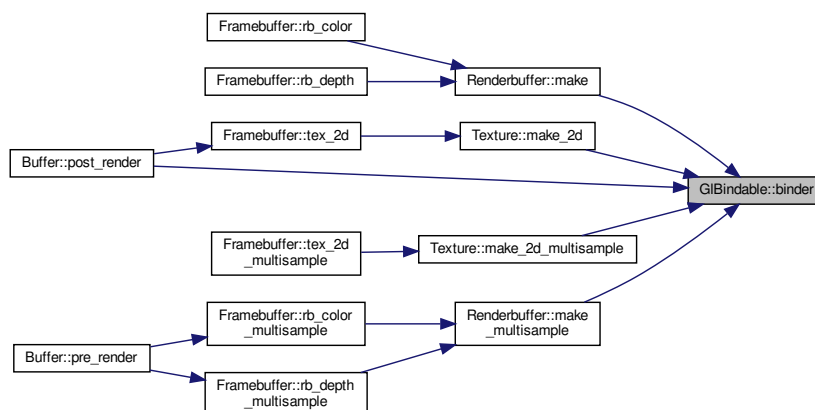 Framebuffer::rb_color
Framebuffer::rb_depth
Renderbuffer::make
Framebuffer::tex_2d
Texture::make_2d
Buffer::post_render
GlBindable::binder
Framebuffer::tex_2d
_multisample
Texture::make_2d_multisample
Framebuffer::rb_color
_multisample
Renderbuffer::make
_multisample
Buffer::pre_render
Framebuffer::rb_depth
_multisample